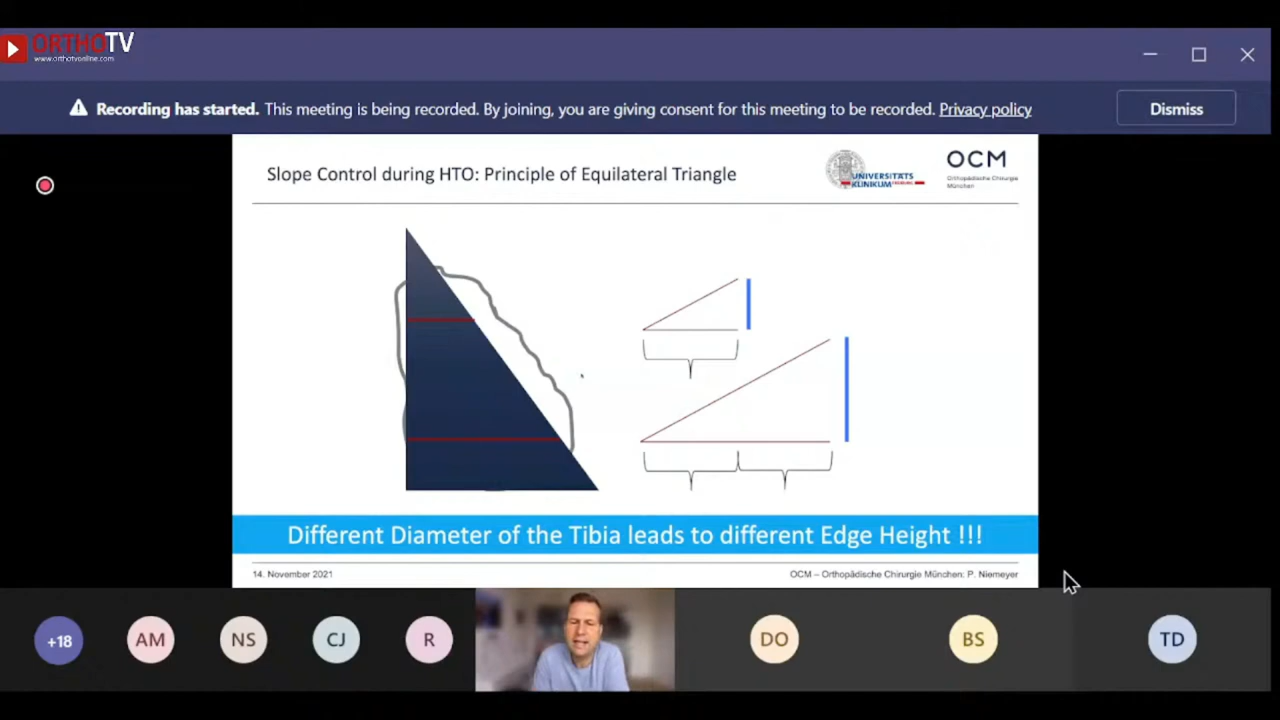 ORTHOTV
www.orthotvonline.com
Recording has started. This meeting is being recorded. By joining, you are giving consent for this meeting to be recorded. Privacy policy
Dismiss
Slope Control during HTO: Principle of Equilateral Triangle
UNIVERSITÄTS
KLINIKUM FREIBURG
OCM
Orthopädische Chirurgie
München
Different Diameter of the Tibia leads to different Edge Height !!!
14. November 2021
OCM – Orthopädische Chirurgie München: P. Niemeyer
+18
AM
NS
CJ
R
DO
BS
TD